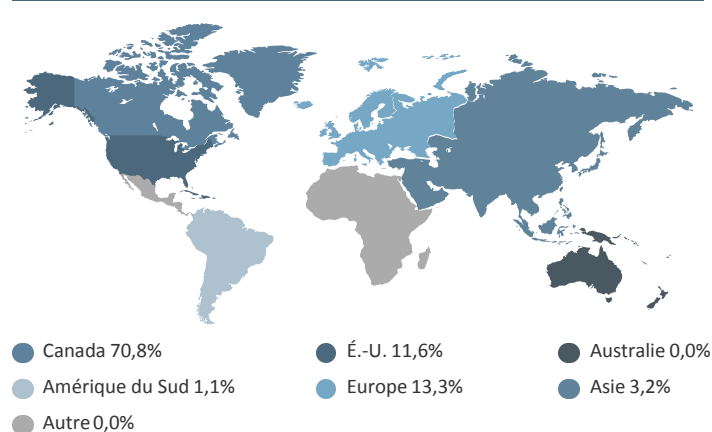 Canada 70,8%
É.-U. 11,6%
Australie 0,0%
Amérique du Sud 1,1%
Europe 13,3%
Asie 3,2%
Autre 0,0%